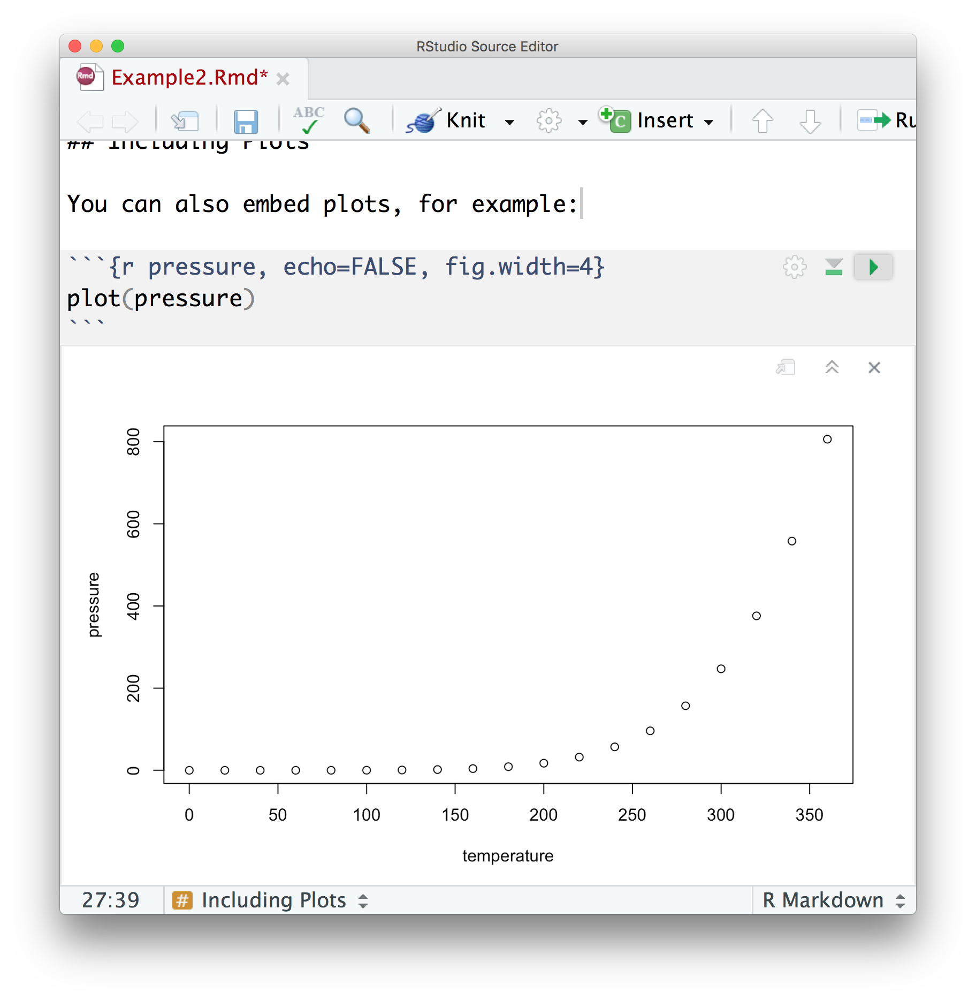 RStudio Source Editor
Rmd Example2.Rmd*
ABC Knit C Insert Ru
## Including Plots
You can also embed plots, for example:
```{r pressure, echo=FALSE, fig.width=4}
plot(pressure)
```
800
600
400
200
0
pressure
0 50 100 150 200 250 300 350
temperature
27:39 # Including Plots R Markdown